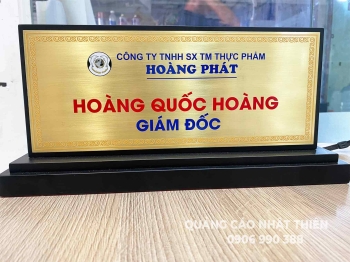 CÔNG TY TNHH SX TM THỰC PHẨM
HOÀNG PHÁT
HOÀNG QUỐC HOÀNG
GIÁM ĐỐC
QUẢNG CÁO NHẤT THIÊN
0906 990 388